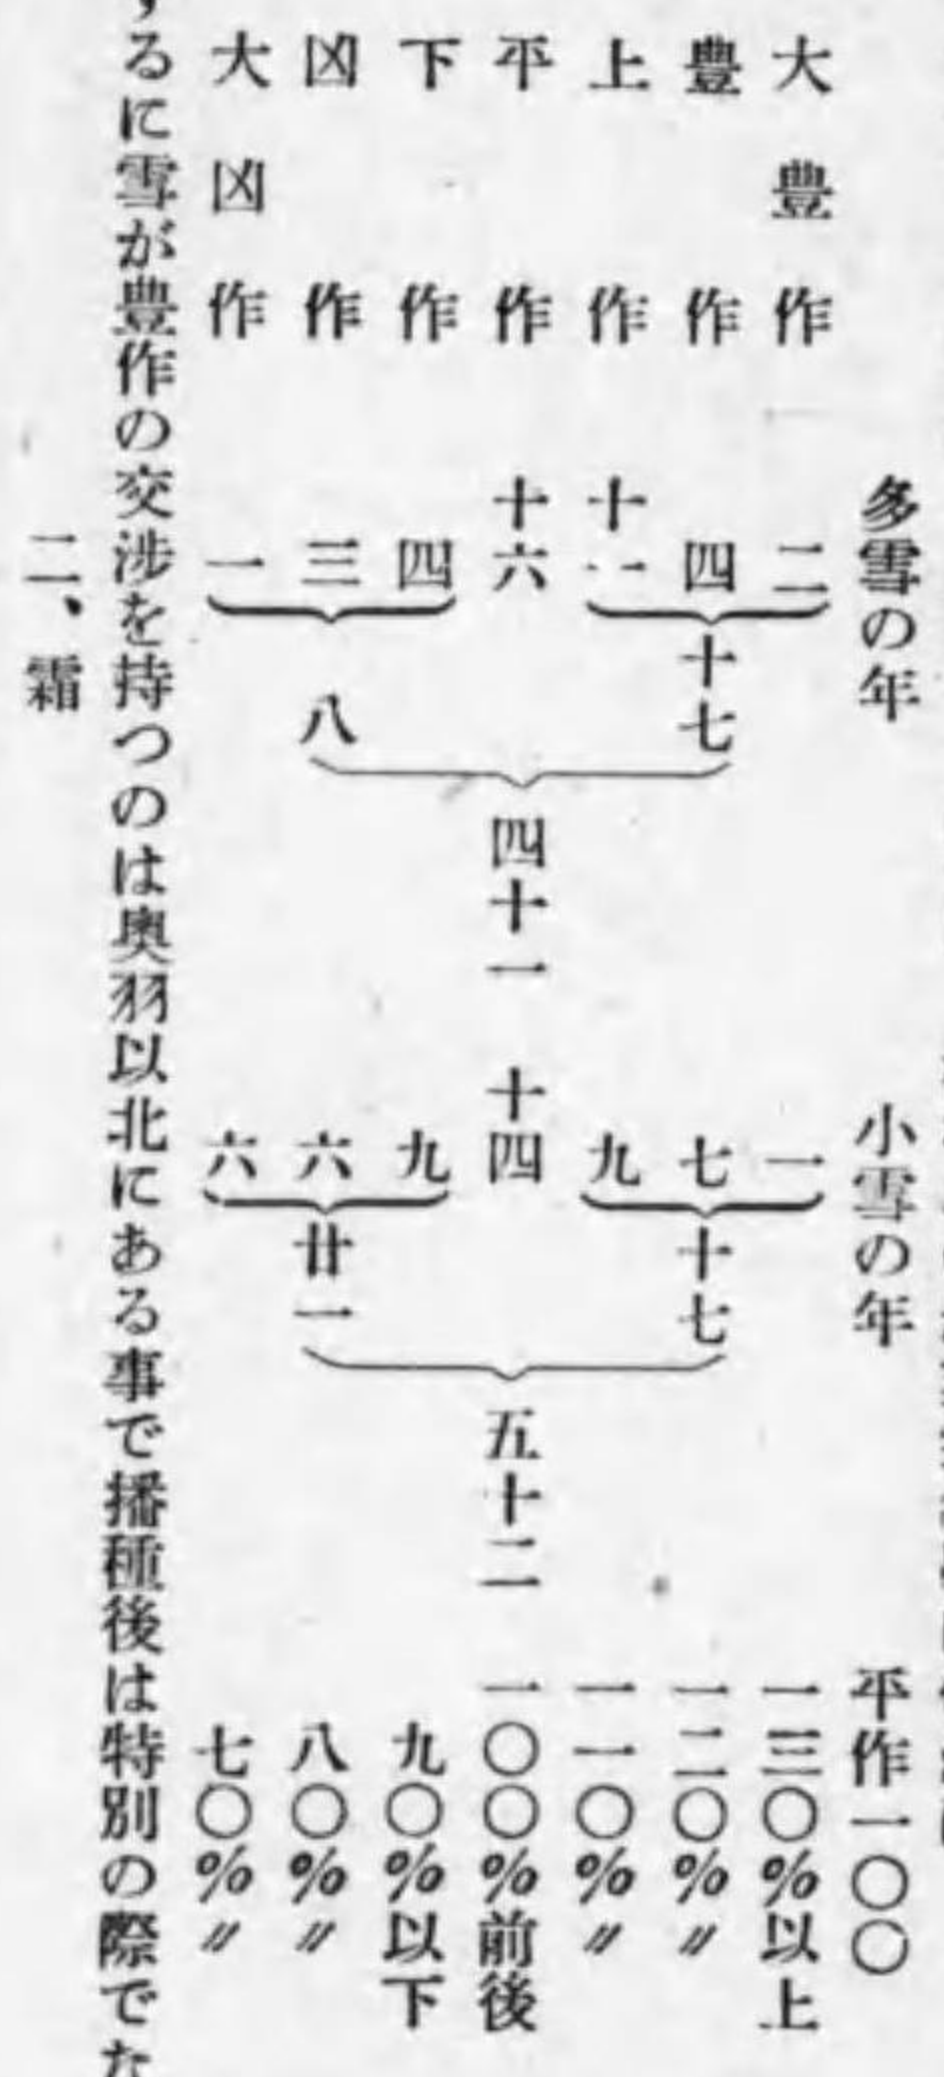 多雪の年 小雪の年 平作一〇〇
大豊作 二 一 一三〇%以上
豊作 四 十七 七 十七 一二〇%〃
上作 十一 九 一一〇%〃
平作 十六 四十一 十四 五十二 一〇〇%前後
下作 四 九 九〇%以下
凶作 三 八 六 廿一 八〇%〃
大凶作 一 六 七〇%〃
るに雪が豊作の交渉を持つのは奥羽以北にある事で播種後は特別の際でな
二、霜